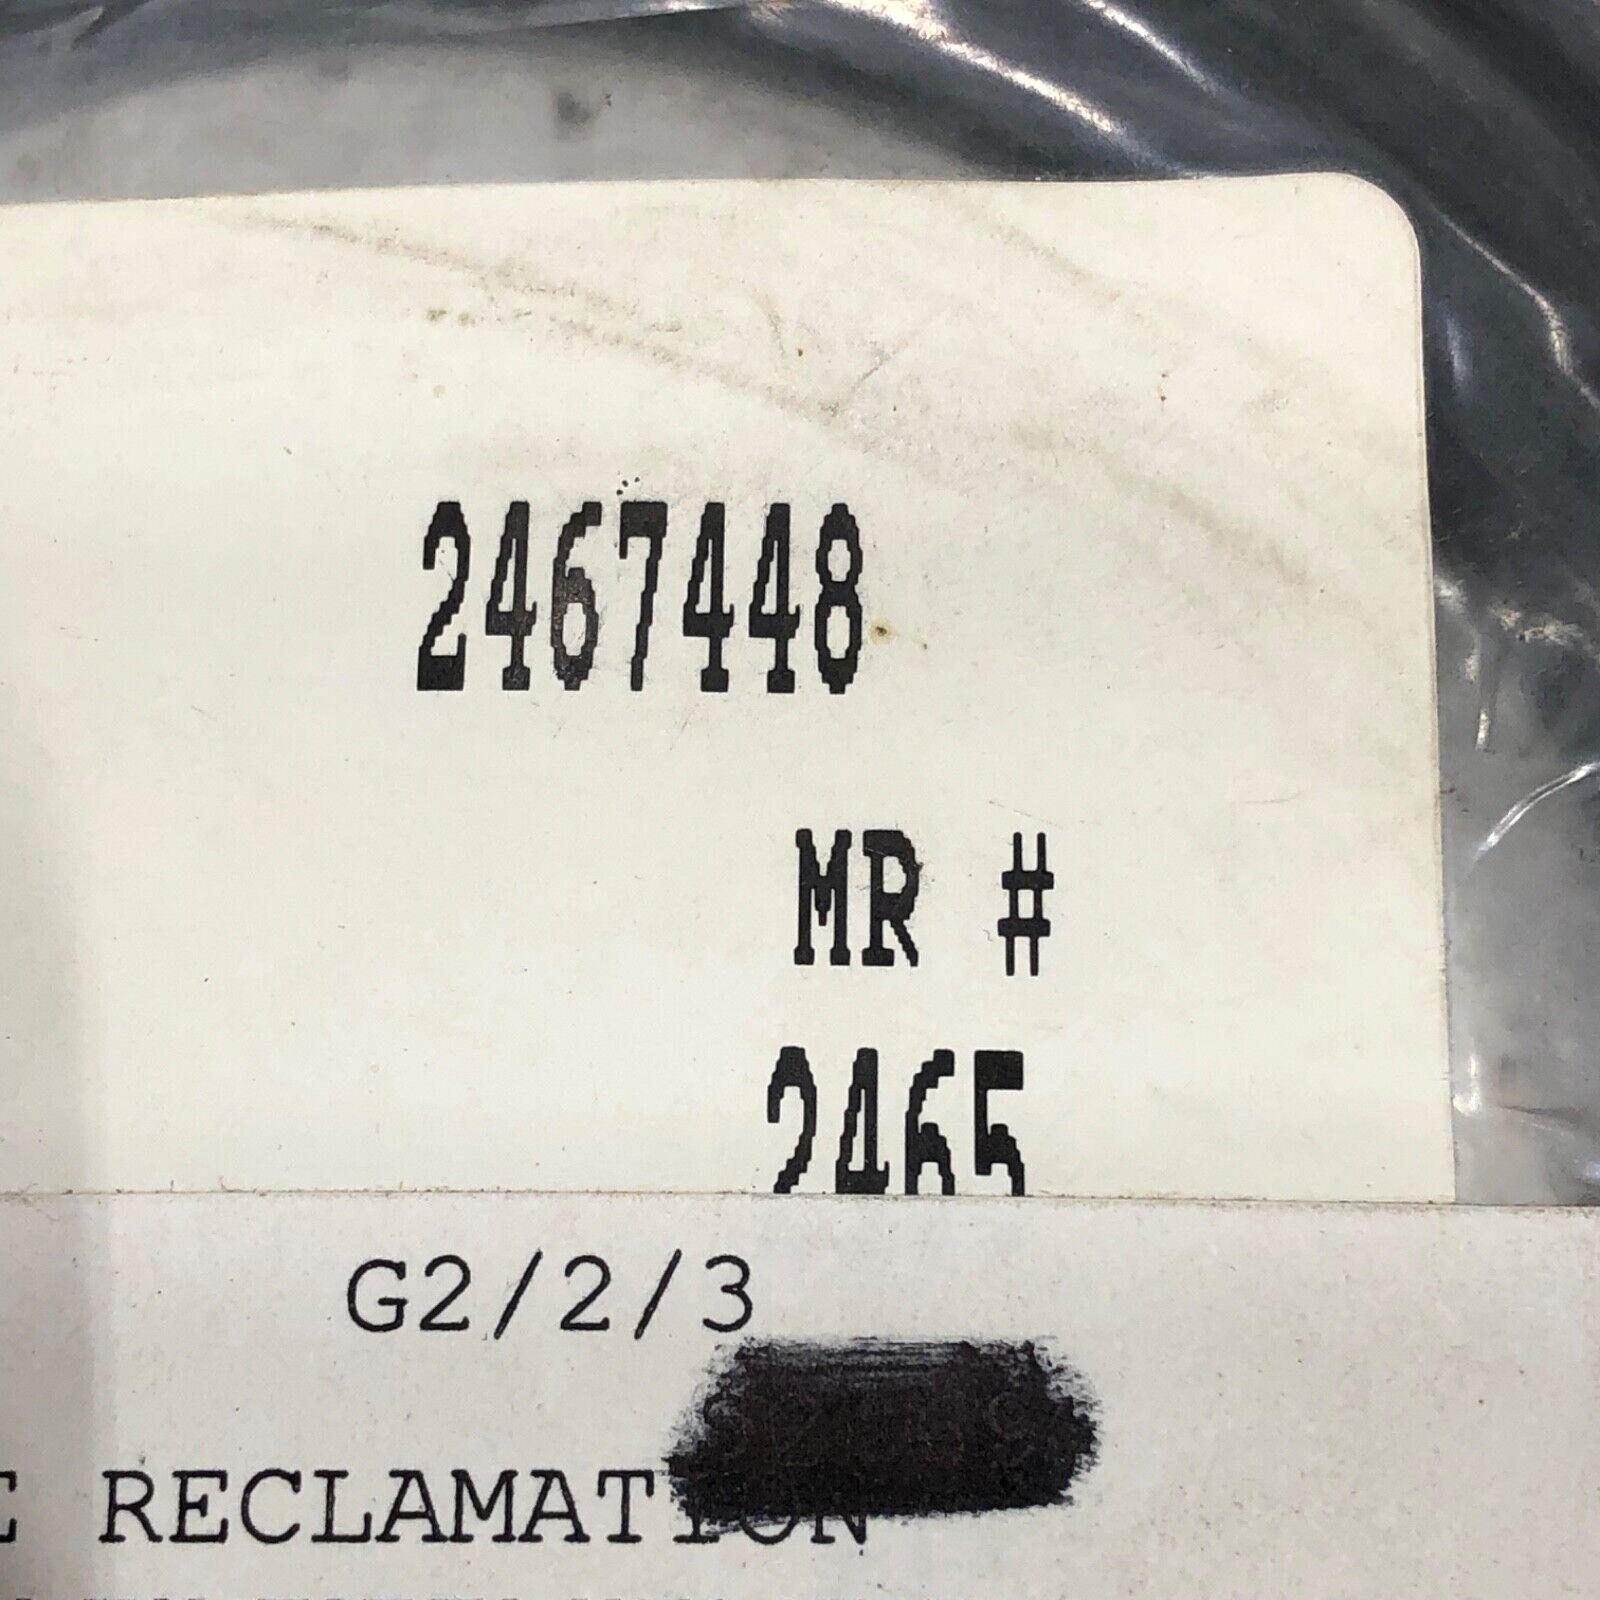 2467448
MR #
2465
G2/2/3
RECLAMATION